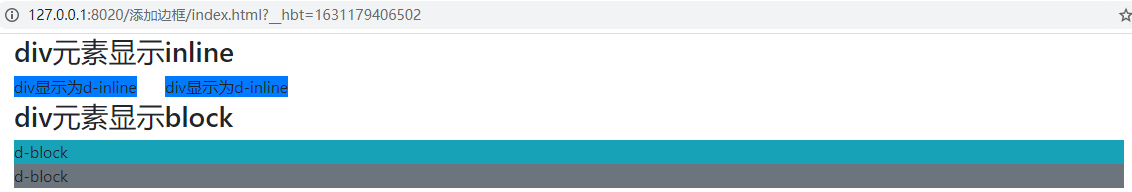 127.0.0.1:8020/添加边框/index.html?__hbt=1631179406502
div元素显示inline
div显示为d-inline div显示为d-inline
div元素显示block
d-block
d-block